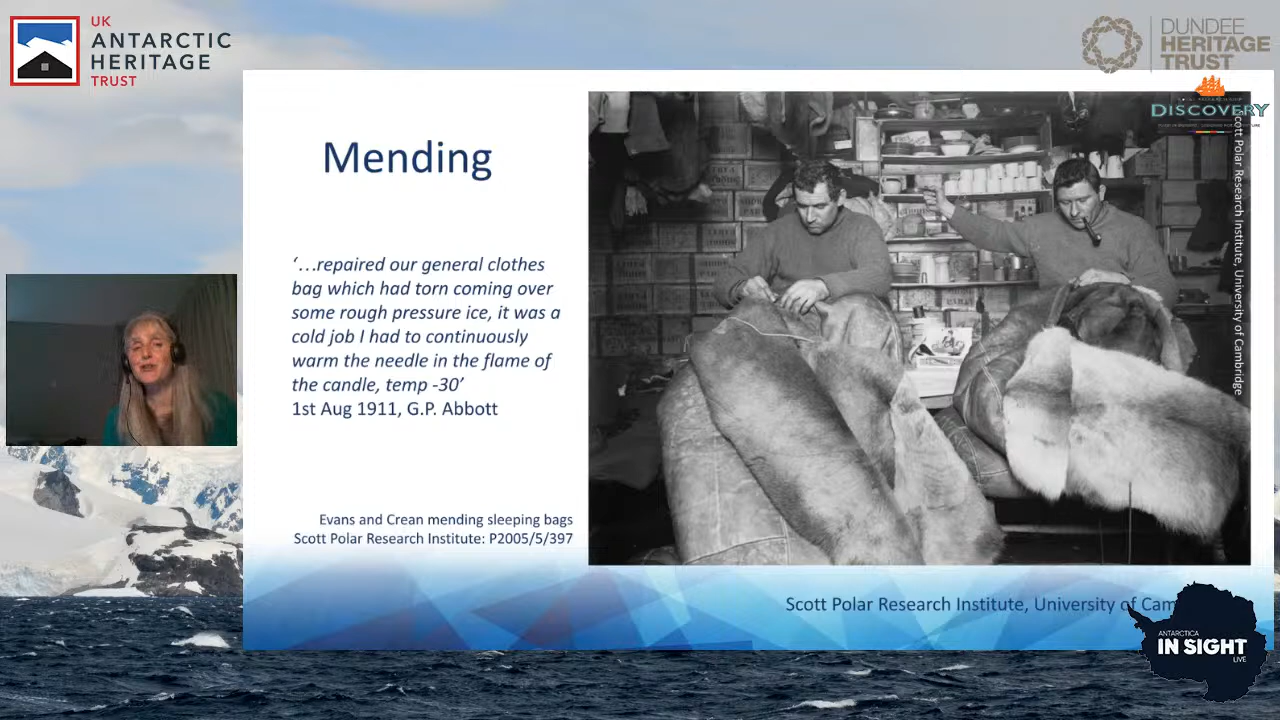 UK
ANTARCTIC
HERITAGE
TRUST
DUNDEE
HERITAGE
TRUST
DISCOVERY
Mending
‘…repaired our general clothes
bag which had torn coming over
some rough pressure ice, it was a
cold job I had to continuously
warm the needle in the flame of
the candle, temp -30’
1st Aug 1911, G.P. Abbott
Evans and Crean mending sleeping bags
Scott Polar Research Institute: P2005/5/397
Scott Polar Research Institute, University of Cambridge
Scott Polar Research Institute, University of Cam
ANTARCTICA
IN SIGHT
LIVE